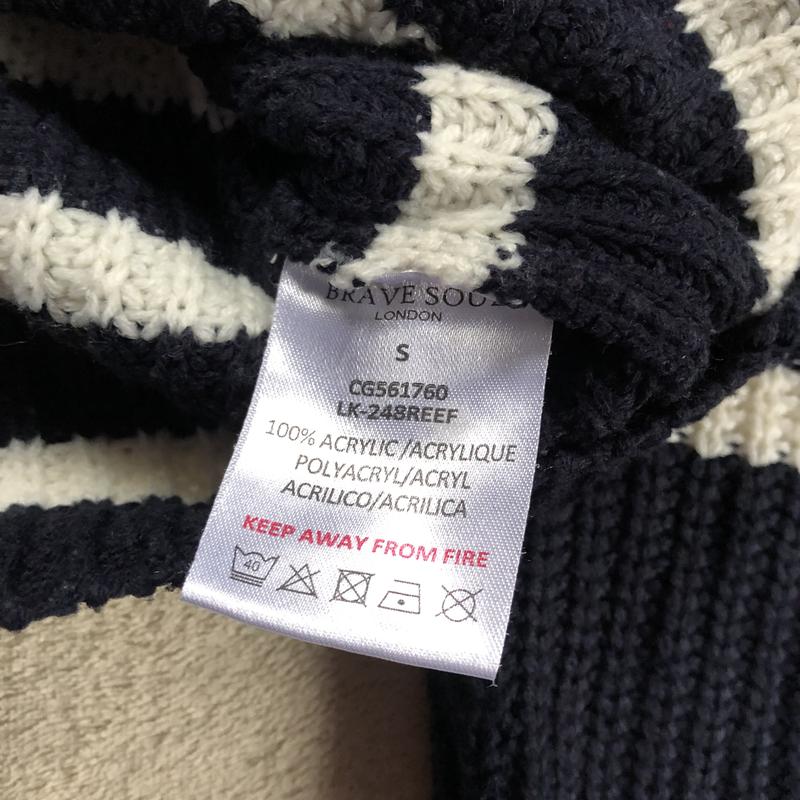 BRAVE SOUL
LONDON
S
CG561760
LK-248REEF
100% ACRYLIC /ACRYLIQUE
POLYACRYL/ACRYL
ACRILICO/ACRILICA
KEEP AWAY FROM FIRE
40